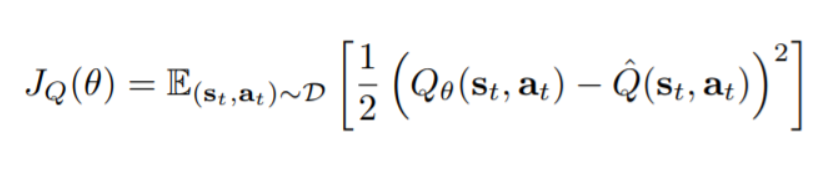 J_Q(θ) = 𝔼_{(𝐬_t,𝐚_t)∼𝒟} [ 1/2 ( Q_θ(𝐬_t, 𝐚_t) − Q̂(𝐬_t, 𝐚_t) )^2 ]